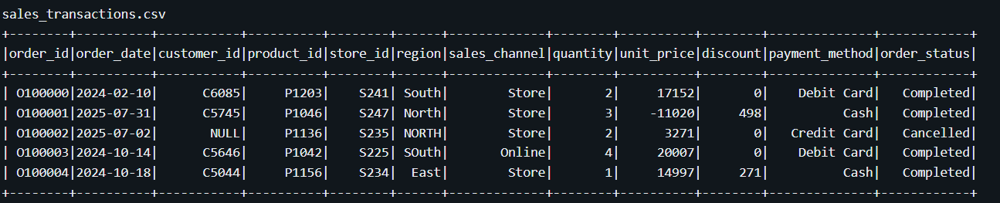 sales_transactions.csv
+--------+----------+-----------+----------+--------+------+-------------+--------+----------+--------+--------------+------------+
|order_id|order_date|customer_id|product_id|store_id|region|sales_channel|quantity|unit_price|discount|payment_method|order_status|
+--------+----------+-----------+----------+--------+------+-------------+--------+----------+--------+--------------+------------+
| O100000|2024-02-10|      C6085|     P1203|    S241| South|        Store|       2|     17152|       0|    Debit Card|   Completed|
| O100001|2025-07-31|      C5745|     P1046|    S247| North|        Store|       3|    -11020|     498|          Cash|   Completed|
| O100002|2025-07-02|       NULL|     P1136|    S235| NORTH|        Store|       2|      3271|       0|   Credit Card|   Cancelled|
| O100003|2024-10-14|      C5646|     P1042|    S225| SOuth|       Online|       4|     20007|       0|    Debit Card|   Completed|
| O100004|2024-10-18|      C5044|     P1156|    S234|  East|        Store|       1|     14997|     271|          Cash|   Completed|
+--------+----------+-----------+----------+--------+------+-------------+--------+----------+--------+--------------+------------+